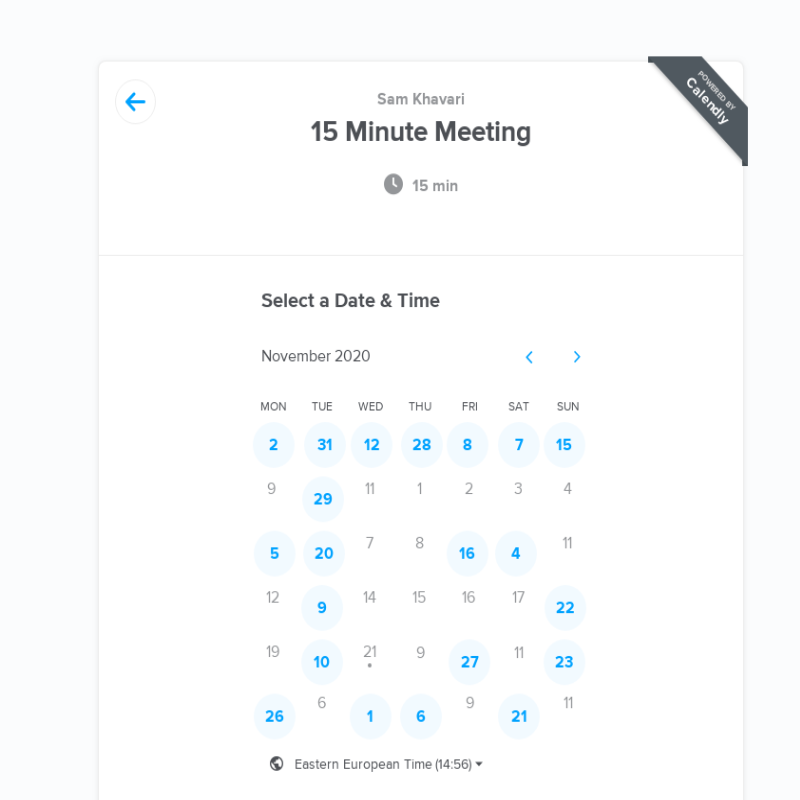 POWERED BY
Calendly
Sam Khavari
15 Minute Meeting
15 min
Select a Date & Time
November 2020
MON TUE WED THU FRI SAT SUN
2 31 12 28 8 7 15
9 29 11 1 2 3 4
5 20 7 8 16 4 11
12 9 14 15 16 17 22
19 10 21 9 27 11 23
26 6 1 6 9 21 11
Eastern European Time (14:56)